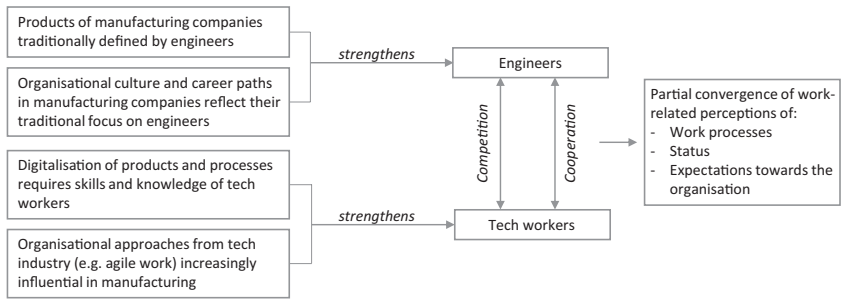 Products of manufacturing companies
traditionally defined by engineers
strengthens
Engineers
Organisational culture and career paths
in manufacturing companies reflect their
traditional focus on engineers
Competition
Cooperation
Partial convergence of work-
related perceptions of:
- Work processes
- Status
- Expectations towards the
organisation
Digitalisation of products and processes
requires skills and knowledge of tech
workers
strengthens
Tech workers
Organisational approaches from tech
industry (e.g. agile work) increasingly
influential in manufacturing